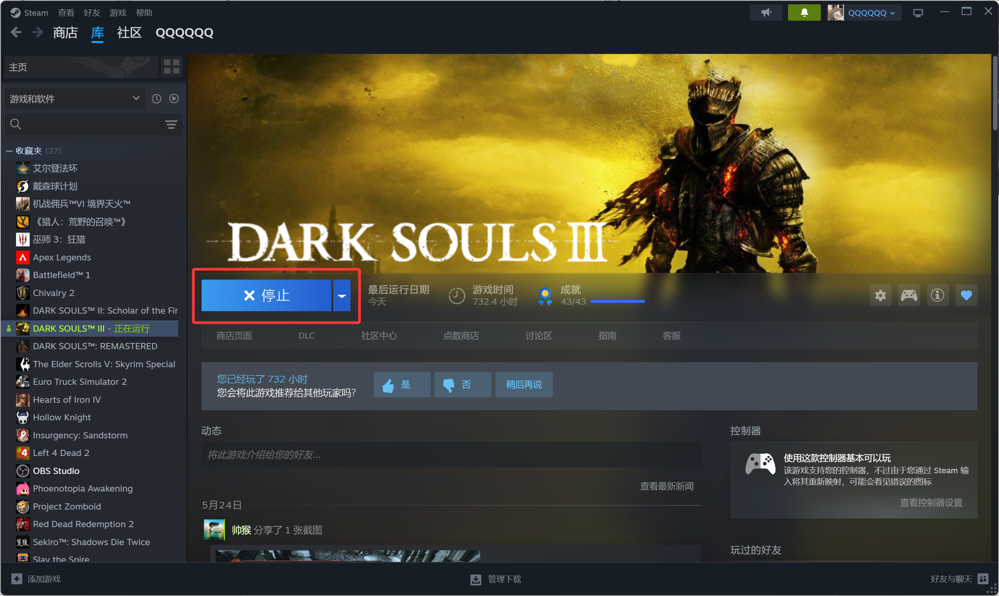 Steam 查看 好友 游戏 帮助
QQQQQQ
商店 库 社区 QQQQQQ
主页
游戏和软件
收藏夹 (27)
艾尔登法环
戴森球计划
机战佣兵™VI 境界天火™
《猎人：荒野的召唤™》
巫师 3：狂猎
Apex Legends
Battlefield™ 1
Chivalry 2
DARK SOULS™ II: Scholar of the Fir
DARK SOULS™ III - 正在运行
DARK SOULS™: REMASTERED
The Elder Scrolls V: Skyrim Special
Euro Truck Simulator 2
Hearts of Iron IV
Hollow Knight
Insurgency: Sandstorm
Left 4 Dead 2
OBS Studio
Phoenotopia Awakening
Project Zomboid
Red Dead Redemption 2
Sekiro™: Shadows Die Twice
Slay the Spire
DARK SOULS III
停止
最后运行日期
今天
游戏时间
732.4 小时
成就
43/43
商店页面 DLC 社区中心 点数商店 讨论区 指南 客服
您已经玩了 732 小时
您会将此游戏推荐给其他玩家吗？
是 否 稍后再说
动态
将此游戏介绍给您的好友...
查看最新新闻
5月24日
帅猴 分享了 1 张截图
控制器
使用这款控制器基本可以玩
该游戏支持您的控制器，不过由于您通过 Steam 输
入将其重新映射，可能会看见错误的图标
查看控制器设置
玩过的好友
添加游戏
管理下载
好友与聊天